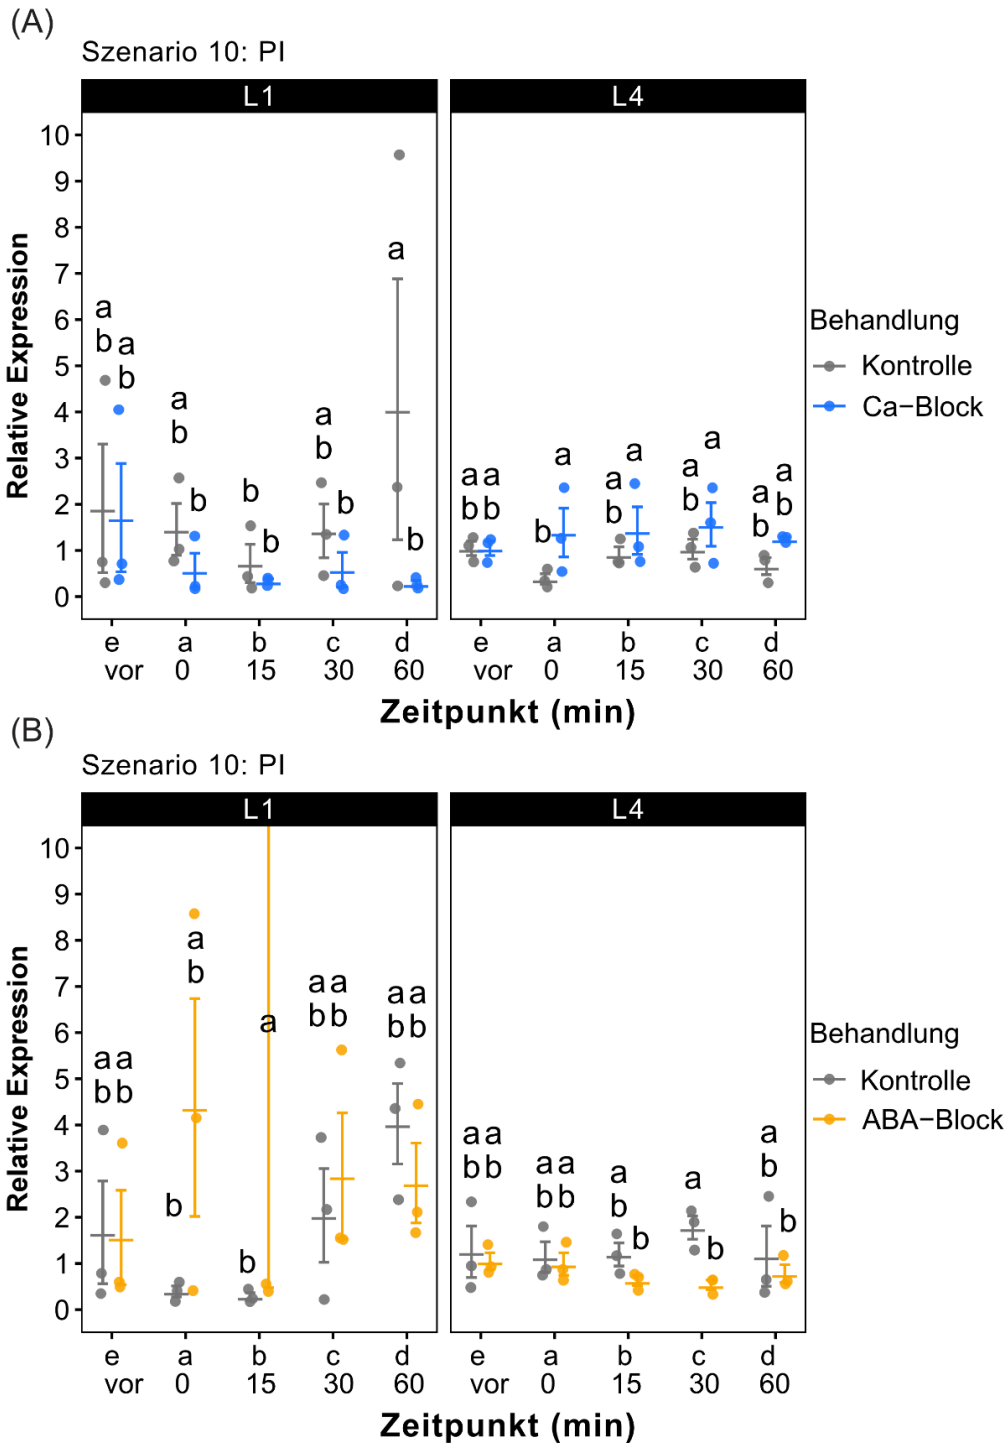 (A)
Szenario 10: PI
L1 L4
Relative Expression
10
9
8
7
6
5
4
3
2
1
0
a
b
a
b
a
b
b
b
b
a
b
b
a
b
a a
b b
b
a
a
b
a
a
b
a
a
b
a
b
e a b c d
vor 0 15 30 60
e a b c d
vor 0 15 30 60
Zeitpunkt (min)
Behandlung
Kontrolle
Ca−Block
(B)
Szenario 10: PI
L1 L4
Relative Expression
10
9
8
7
6
5
4
3
2
1
0
aa
bb
b
a
b
b
a
aa
bb
aa
bb
aa
bb
aa
bb
a
b
b
a
b
a
b
b
e a b c d
vor 0 15 30 60
e a b c d
vor 0 15 30 60
Zeitpunkt (min)
Behandlung
Kontrolle
ABA−Block